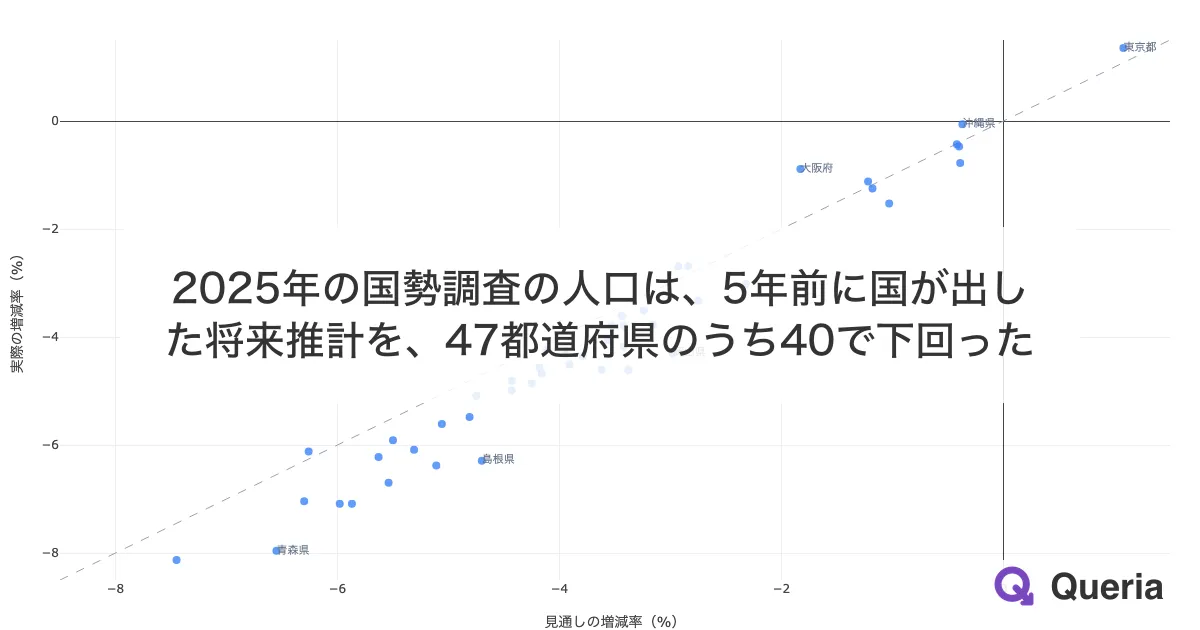 東京都
0
沖縄県
大阪府
−2
2025年の国勢調査の人口は、5年前に国が出し
た将来推計を、47都道府県のうち40で下回った
実際の増減率（%）
−4
−6
島根県
−8
青森県
−8
−6
−4
−2
見通しの増減率（%）
Queria